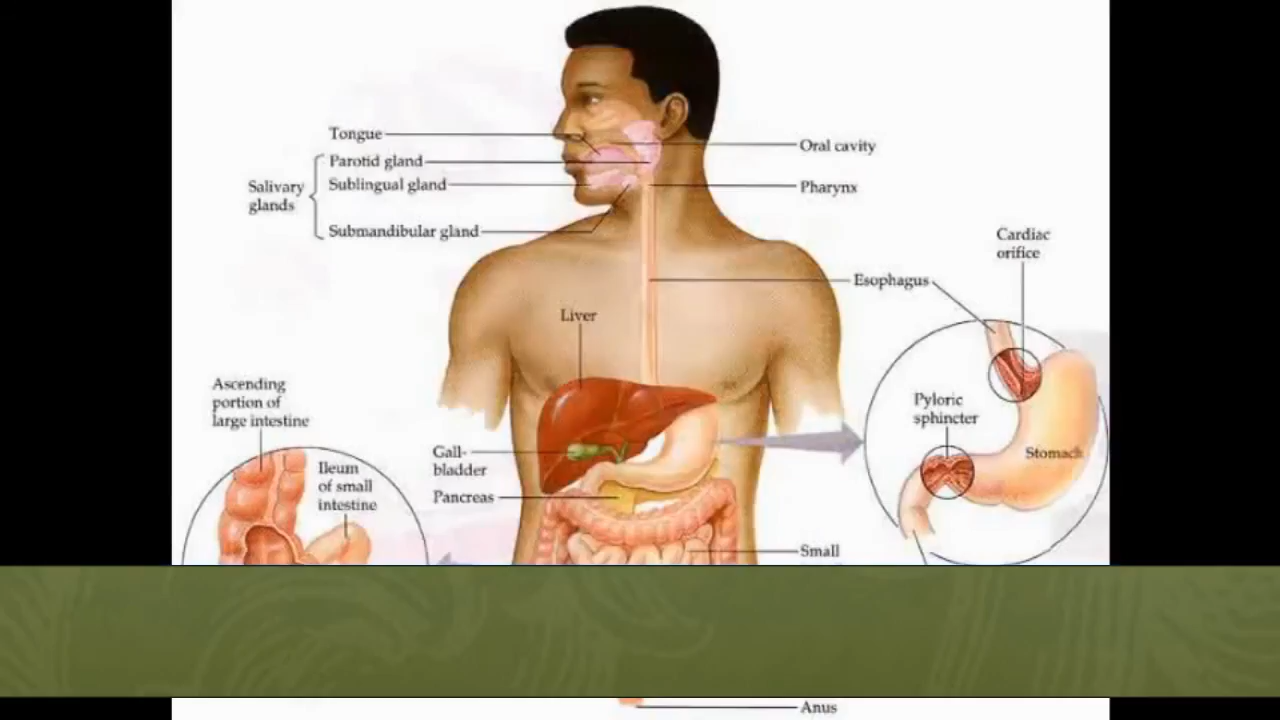 Tongue
Parotid gland
Sublingual gland
Salivary
glands
Submandibular gland
Oral cavity
Pharynx
Cardiac
orifice
Esophagus
Liver
Ascending
portion of
large intestine
Pyloric
sphincter
Gall-
bladder
Stomach
Ileum
of small
intestine
Pancreas
Small
Anus